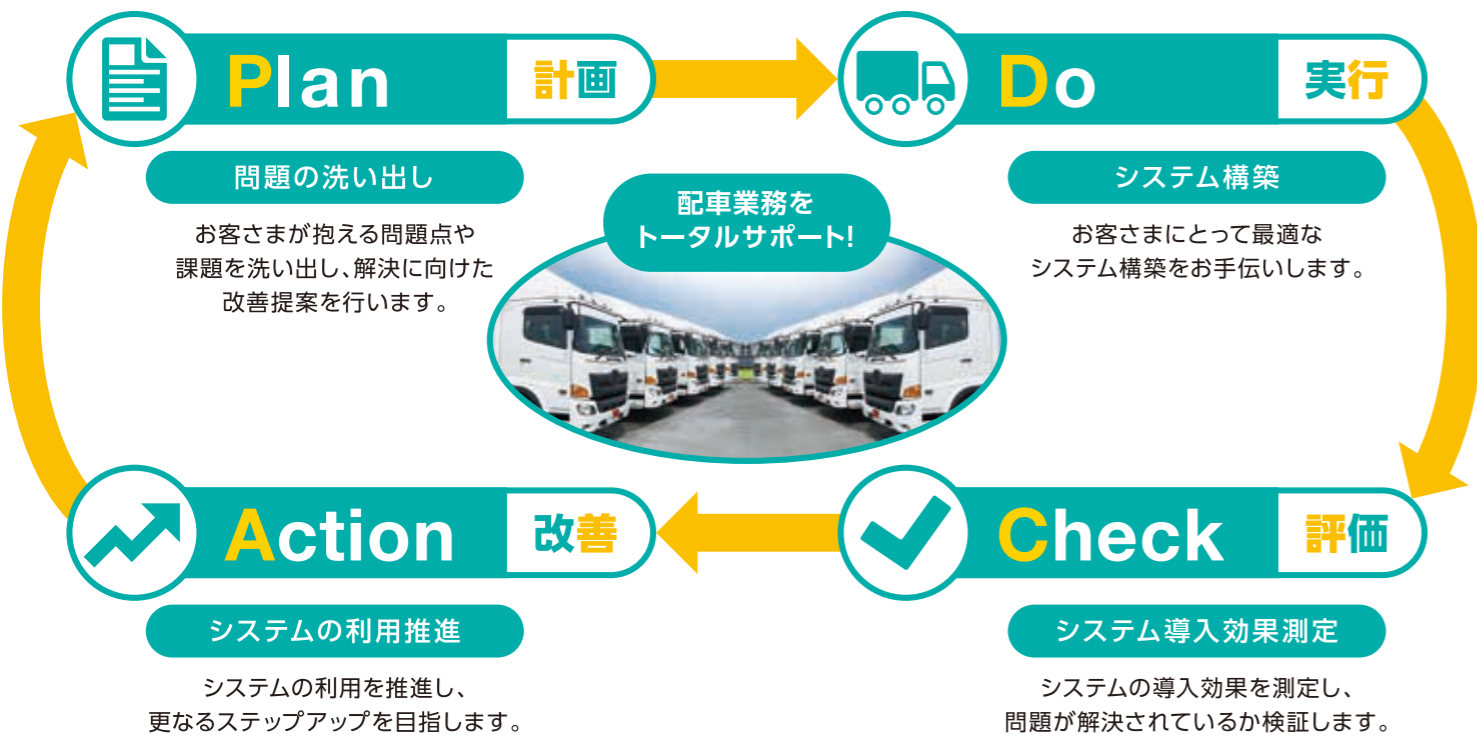 Plan 計画
Do 実行
問題の洗い出し
お客さまが抱える問題点や
課題を洗い出し、解決に向けた
改善提案を行います。
配車業務を
トータルサポート!
システム構築
お客さまにとって最適な
システム構築をお手伝いします。
Action 改善
Check 評価
システムの利用推進
システムの利用を推進し、
更なるステップアップを目指します。
システム導入効果測定
システムの導入効果を測定し、
問題が解決されているか検証します。